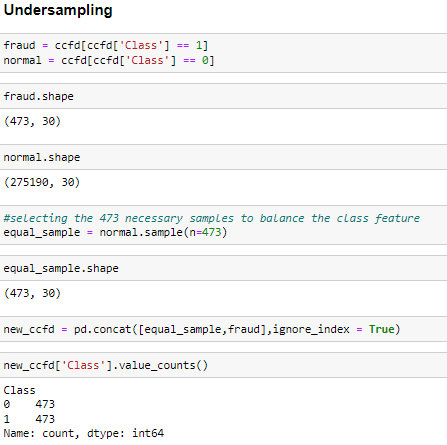 Undersampling
fraud = ccfd[ccfd['Class'] == 1]
normal = ccfd[ccfd['Class'] == 0]
fraud.shape
(473, 30)
normal.shape
(275190, 30)
#selecting the 473 necessary samples to balance the class feature
equal_sample = normal.sample(n=473)
equal_sample.shape
(473, 30)
new_ccfd = pd.concat([equal_sample,fraud],ignore_index = True)
new_ccfd['Class'].value_counts()
Class
0    473
1    473
Name: count, dtype: int64